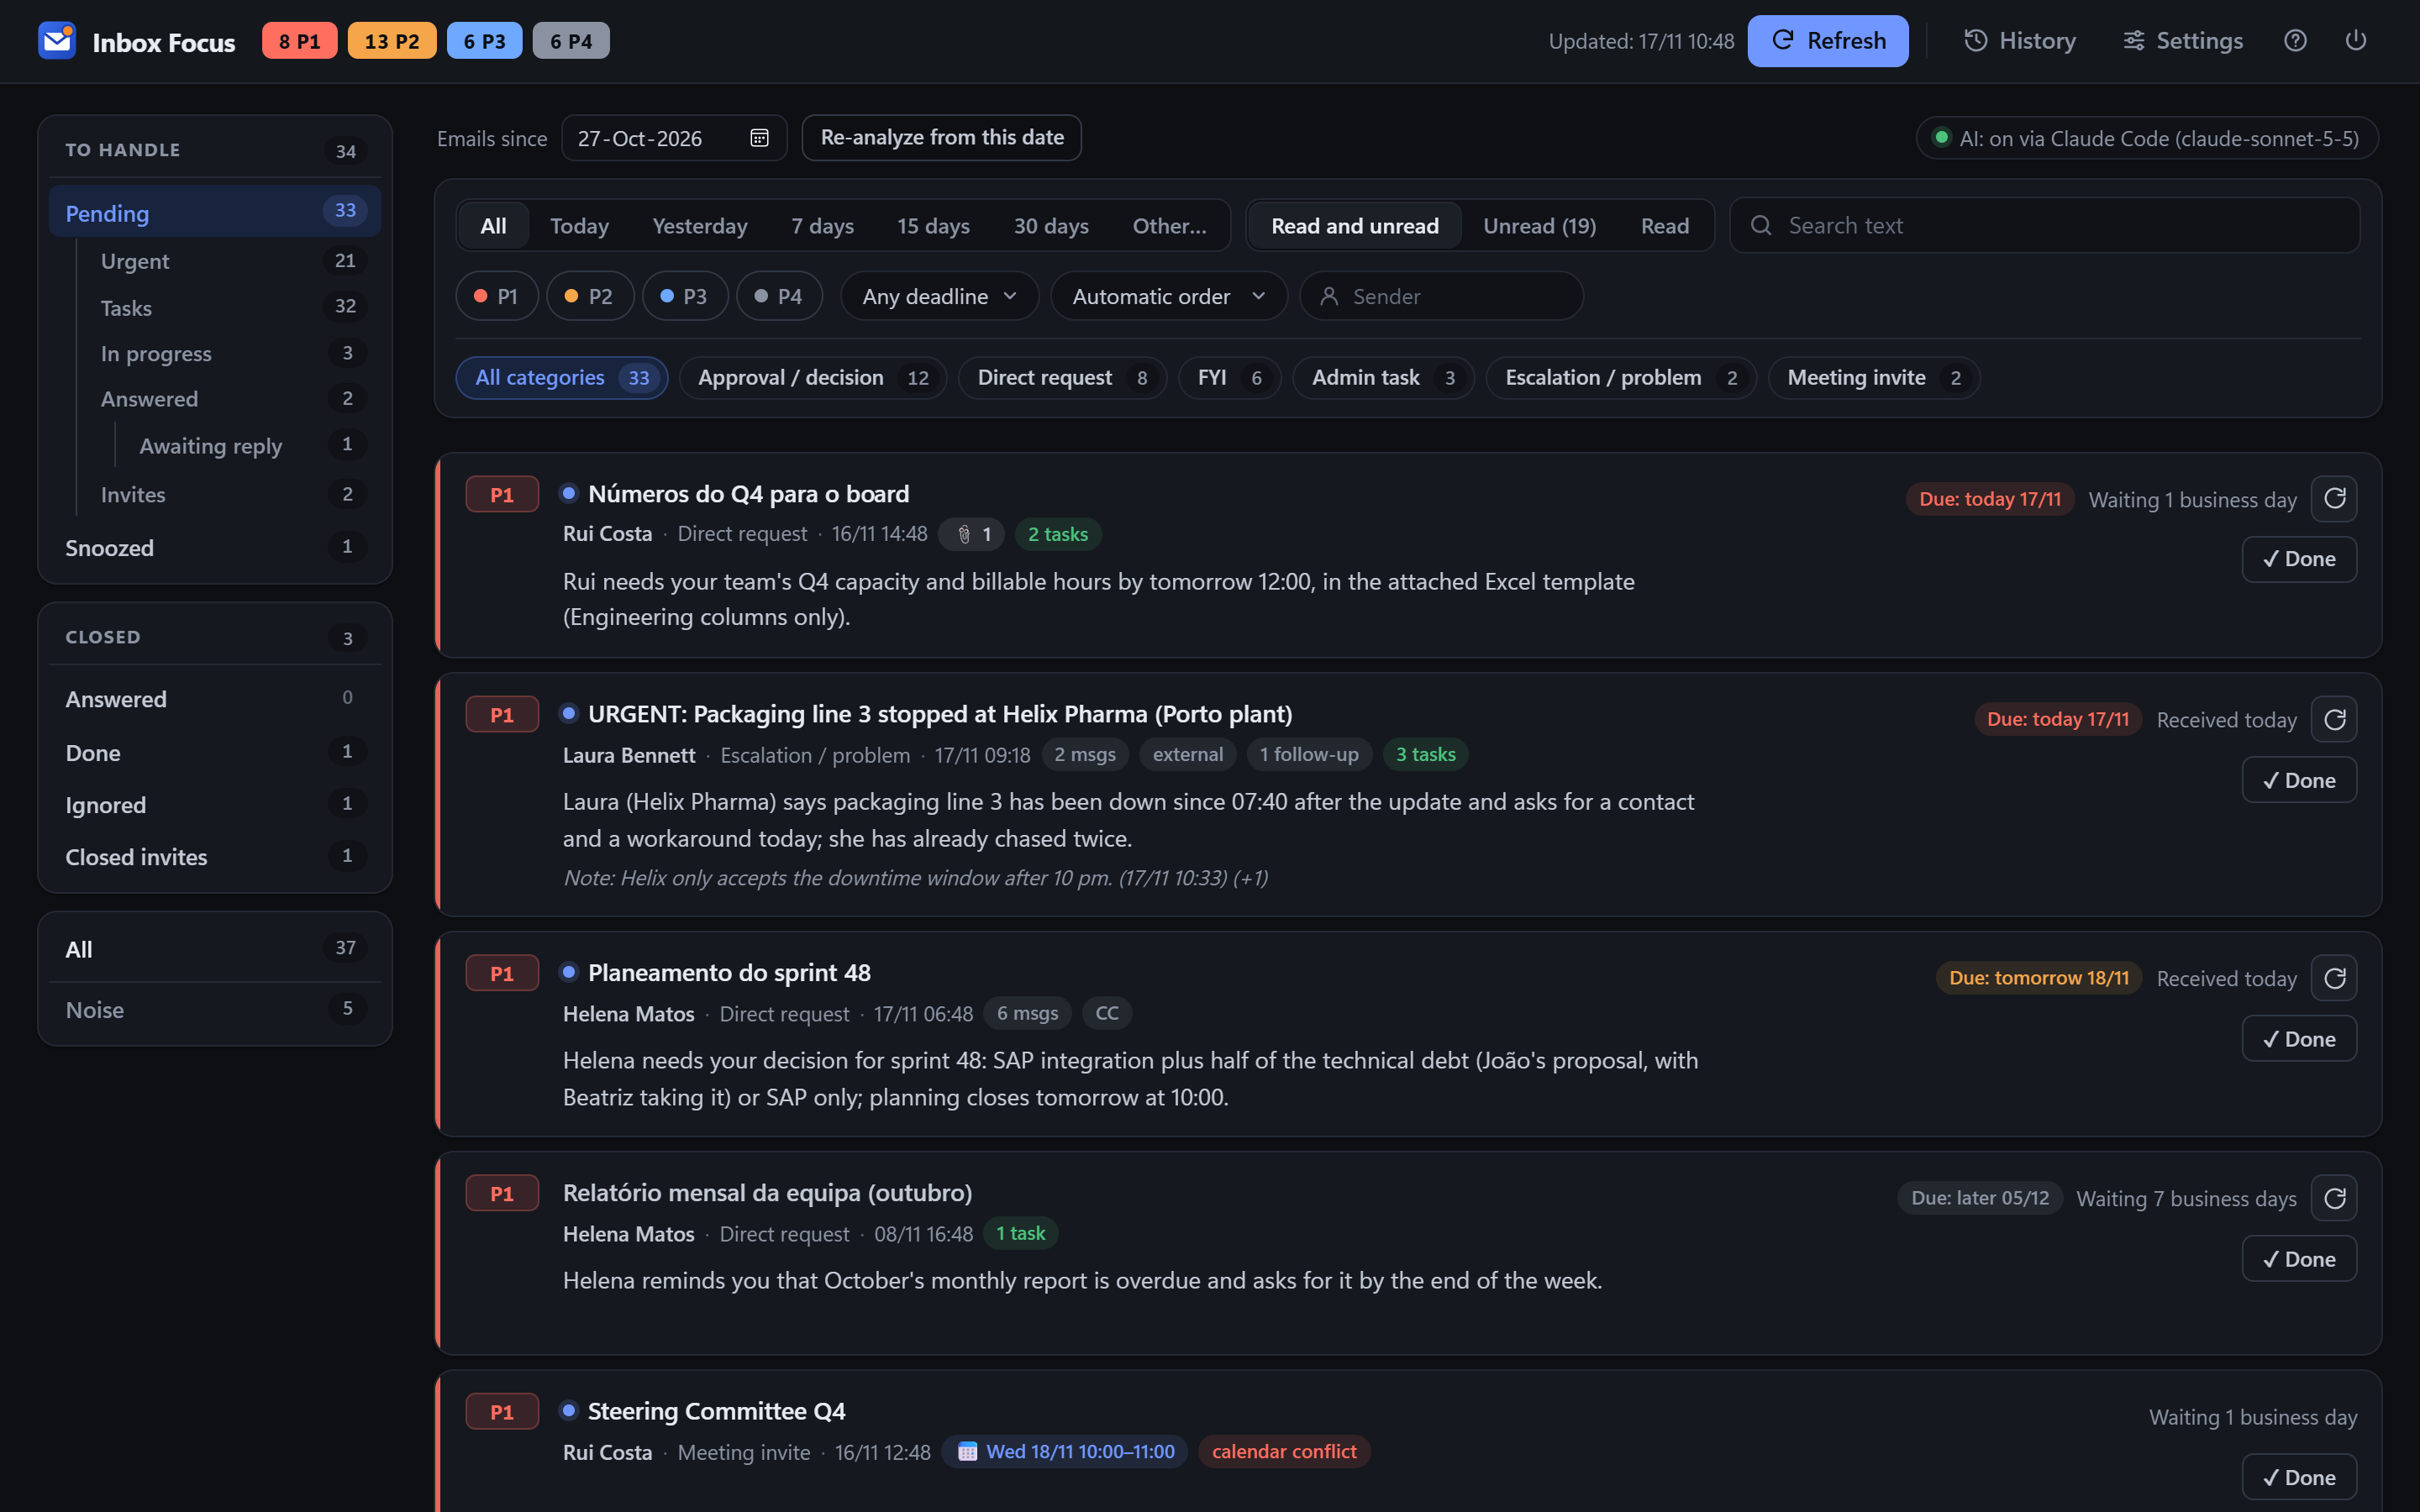 Inbox Focus 8 P1 13 P2 6 P3 6 P4 Updated: 17/11 10:48 Refresh History Settings
TO HANDLE 34
Pending 33
Urgent 21
Tasks 32
In progress 3
Answered 2
Awaiting reply 1
Invites 2
Snoozed 1
CLOSED 3
Answered 0
Done 1
Ignored 1
Closed invites 1
All 37
Noise 5
Emails since 27-Oct-2026 Re-analyze from this date AI: on via Claude Code (claude-sonnet-5-5)
All Today Yesterday 7 days 15 days 30 days Other... Read and unread Unread (19) Read Search text
P1 P2 P3 P4 Any deadline Automatic order Sender
All categories 33 Approval / decision 12 Direct request 8 FYI 6 Admin task 3 Escalation / problem 2 Meeting invite 2
P1 Números do Q4 para o board Due: today 17/11 Waiting 1 business day
Rui Costa · Direct request · 16/11 14:48 1 2 tasks
✓ Done
Rui needs your team's Q4 capacity and billable hours by tomorrow 12:00, in the attached Excel template
(Engineering columns only).
P1 URGENT: Packaging line 3 stopped at Helix Pharma (Porto plant) Due: today 17/11 Received today
Laura Bennett · Escalation / problem · 17/11 09:18 2 msgs external 1 follow-up 3 tasks
✓ Done
Laura (Helix Pharma) says packaging line 3 has been down since 07:40 after the update and asks for a contact
and a workaround today; she has already chased twice.
Note: Helix only accepts the downtime window after 10 pm. (17/11 10:33) (+1)
P1 Planeamento do sprint 48 Due: tomorrow 18/11 Received today
Helena Matos · Direct request · 17/11 06:48 6 msgs CC
✓ Done
Helena needs your decision for sprint 48: SAP integration plus half of the technical debt (João's proposal, with
Beatriz taking it) or SAP only; planning closes tomorrow at 10:00.
P1 Relatório mensal da equipa (outubro) Due: later 05/12 Waiting 7 business days
Helena Matos · Direct request · 08/11 16:48 1 task
✓ Done
Helena reminds you that October's monthly report is overdue and asks for it by the end of the week.
P1 Steering Committee Q4 Waiting 1 business day
Rui Costa · Meeting invite · 16/11 12:48 Wed 18/11 10:00–11:00 calendar conflict
✓ Done